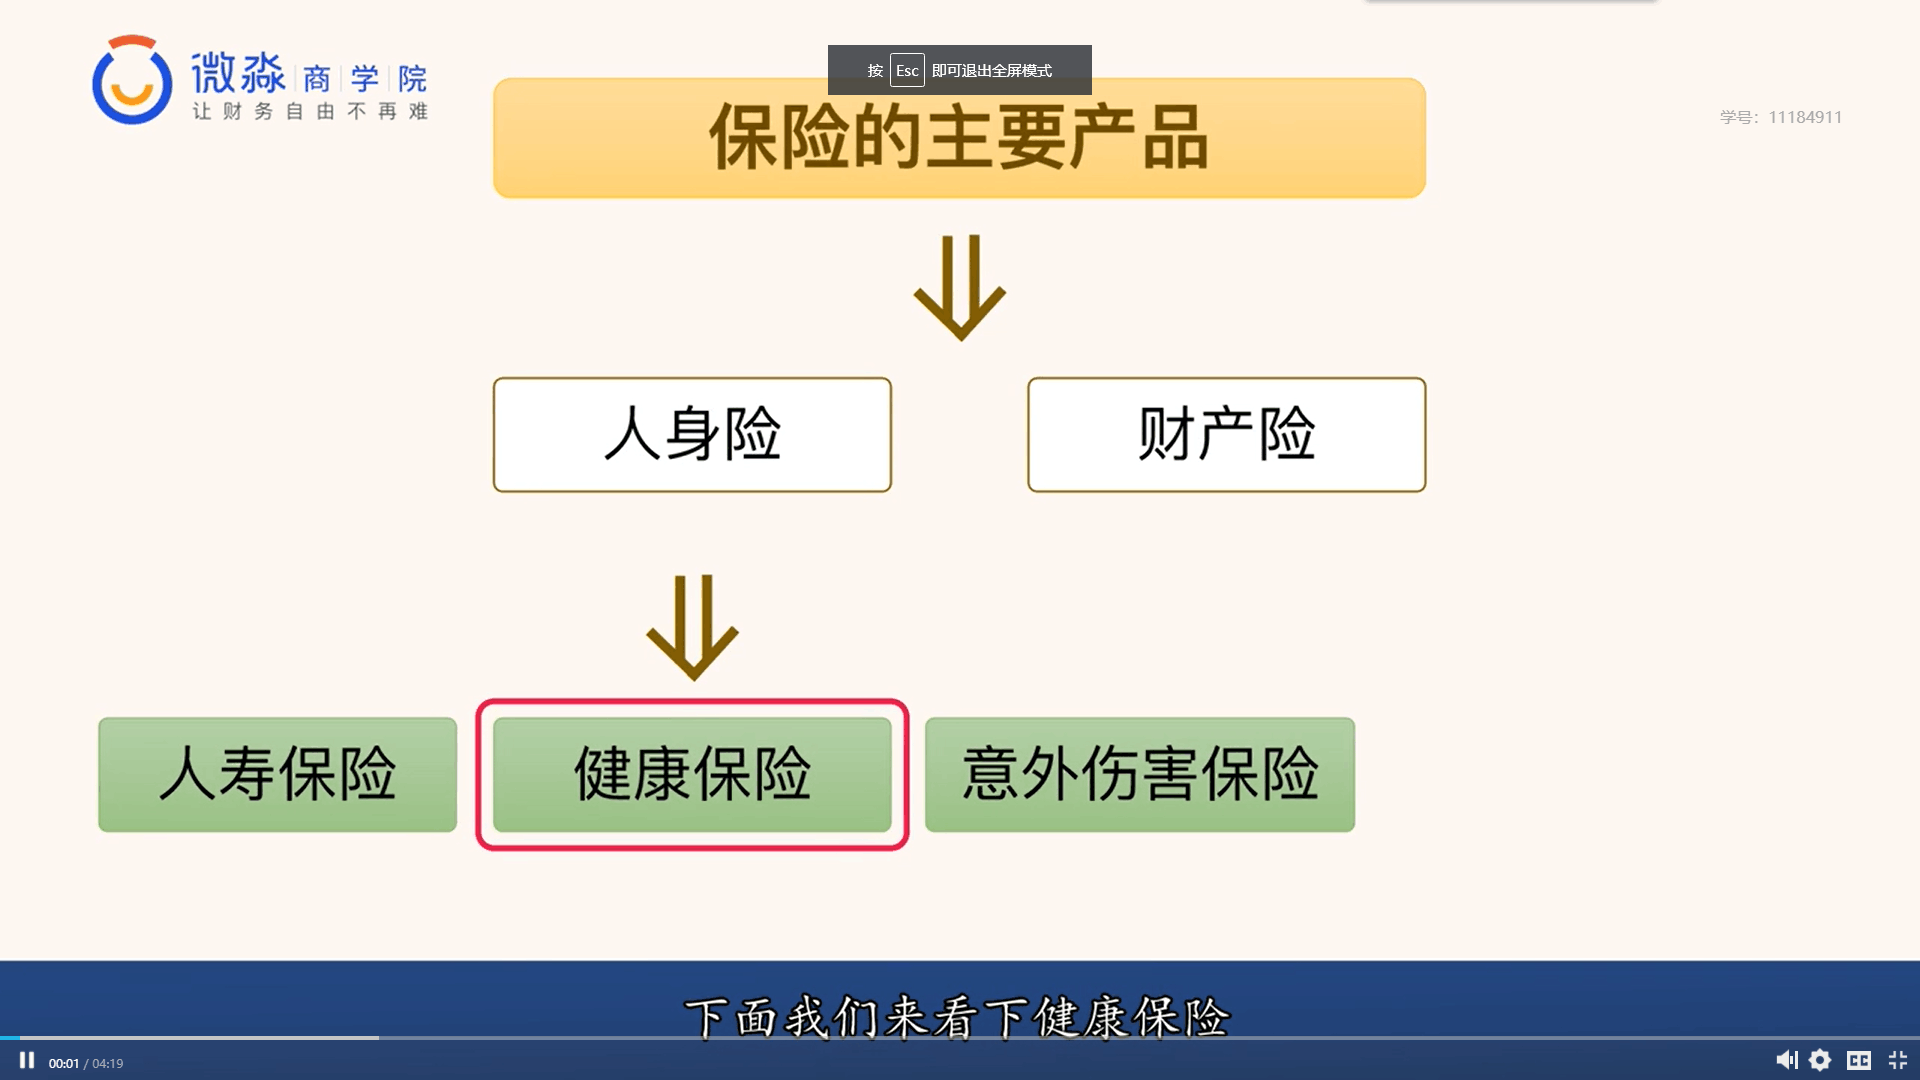 微淼商学院
让财务自由不再难
按 Esc 即可退出全屏模式
保险的主要产品
学号：11184911
人身险
财产险
人寿保险
健康保险
意外伤害保险
下面我们来看下健康保险
00:01 / 04:19
CC